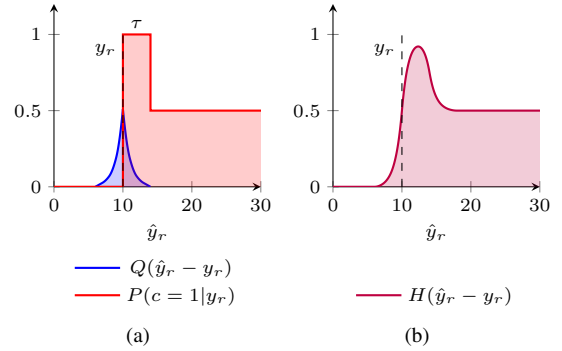 τ
1
y_r
0.5
0
0 10 20 30
ŷ_r
Q(ŷ_r − y_r)
P(c = 1|y_r)
(a)
1
y_r
0.5
0
0 10 20 30
ŷ_r
H(ŷ_r − y_r)
(b)